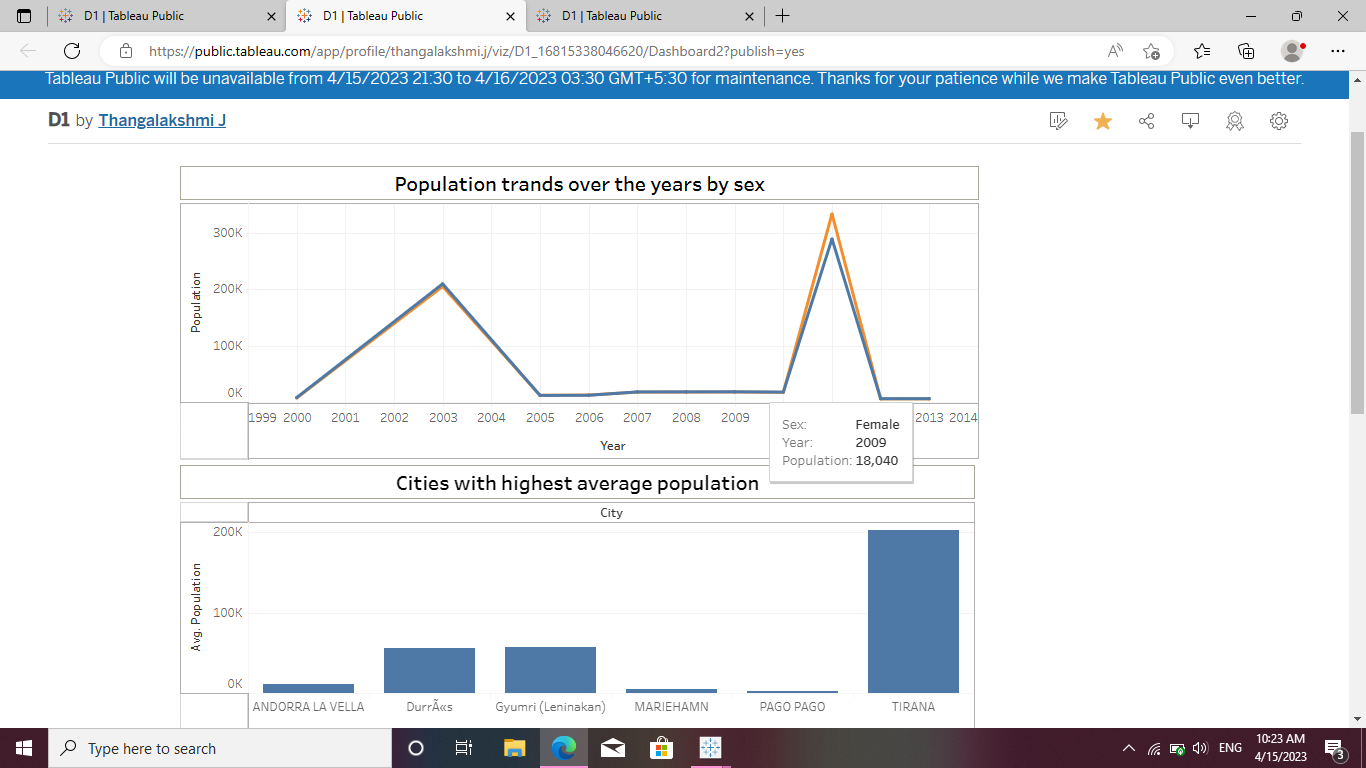 D1 | Tableau Public
D1 | Tableau Public
D1 | Tableau Public
https://public.tableau.com/app/profile/thangalakshmi.j/viz/D1_16815338046620/Dashboard2?publish=yes
Tableau Public will be unavailable from 4/15/2023 21:30 to 4/16/2023 03:30 GMT+5:30 for maintenance. Thanks for your patience while we make Tableau Public even better.
D1 by Thangalakshmi J
Population trands over the years by sex
300K
200K
100K
0K
Population
1999 2000 2001 2002 2003 2004 2005 2006 2007 2008 2009 2013 2014
Year
Sex: Female
Year: 2009
Population: 18,040
Cities with highest average population
City
200K
100K
0K
Avg. Population
ANDORRA LA VELLA DurrÃ«s Gyumri (Leninakan) MARIEHAMN PAGO PAGO TIRANA
Type here to search
ENG
10:23 AM
4/15/2023
3